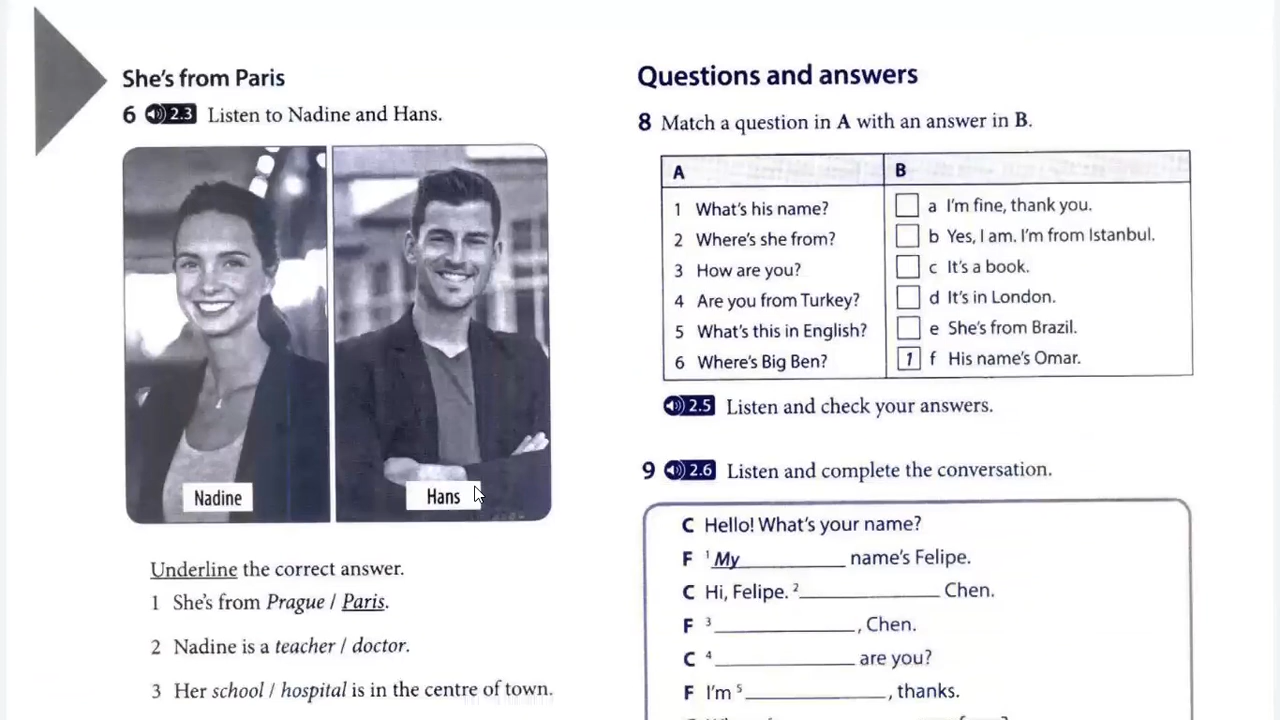 She's from Paris
6 2.3 Listen to Nadine and Hans.
Nadine
Hans
Underline the correct answer.
1 She's from Prague / Paris.
2 Nadine is a teacher / doctor.
3 Her school / hospital is in the centre of town.
Questions and answers
8 Match a question in A with an answer in B.
A B
1 What's his name? a I'm fine, thank you.
2 Where's she from? b Yes, I am. I'm from Istanbul.
3 How are you? c It's a book.
4 Are you from Turkey? d It's in London.
5 What's this in English? e She's from Brazil.
6 Where's Big Ben? 1 f His name's Omar.
2.5 Listen and check your answers.
9 2.6 Listen and complete the conversation.
C Hello! What's your name?
F 1 My name's Felipe.
C Hi, Felipe. 2 Chen.
F 3 , Chen.
C 4 are you?
F I'm 5 , thanks.